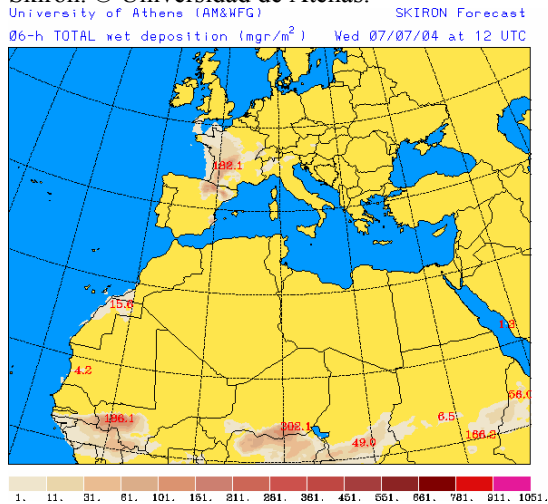 Skiron. © Universidad de Atenas.
University of Athens (AM&WFG) SKIRON Forecast
06-h TOTAL wet deposition (mgr/m²) Wed 07/07/04 at 12 UTC
182.1
15.6
1.3
4.2
58.0
196.1
302.1
6.5
166.2
49.0
1. 11. 31. 61. 101. 151. 211. 281. 361. 451. 551. 661. 781. 911. 1051.